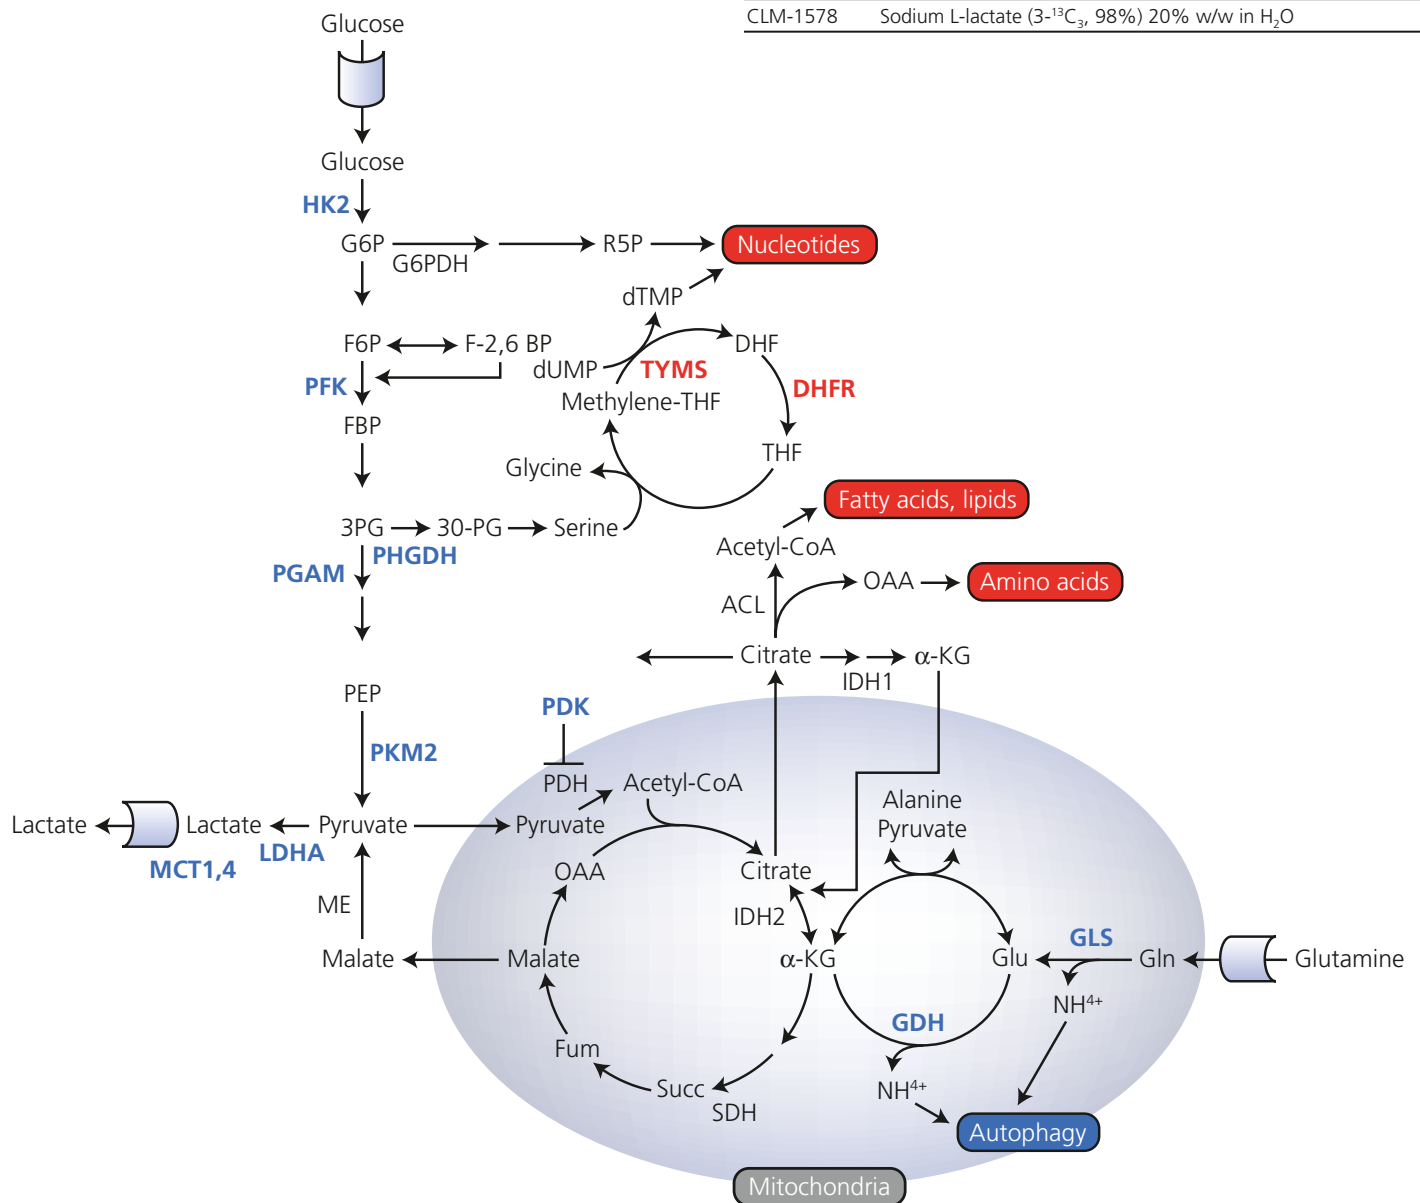 CLM-1578 Sodium L-lactate (3-¹³C₃, 98%) 20% w/w in H₂O
Glucose
Glucose
HK2
G6P
G6PDH
R5P
Nucleotides
dTMP
F6P
F-2,6 BP
dUMP
TYMS
DHF
PFK
DHFR
Methylene-THF
FBP
THF
Glycine
Fatty acids, lipids
3PG
30-PG
Serine
PHGDH
Acetyl-CoA
PGAM
OAA
Amino acids
ACL
Citrate
α-KG
IDH1
PEP
PDK
PKM2
PDH
Acetyl-CoA
Alanine
Pyruvate
Lactate
Lactate
Pyruvate
Pyruvate
LDHA
MCT1,4
OAA
Citrate
ME
IDH2
GLS
Malate
Malate
α-KG
Glu
Gln
Glutamine
NH⁴⁺
GDH
Fum
Succ
NH⁴⁺
SDH
Autophagy
Mitochondria